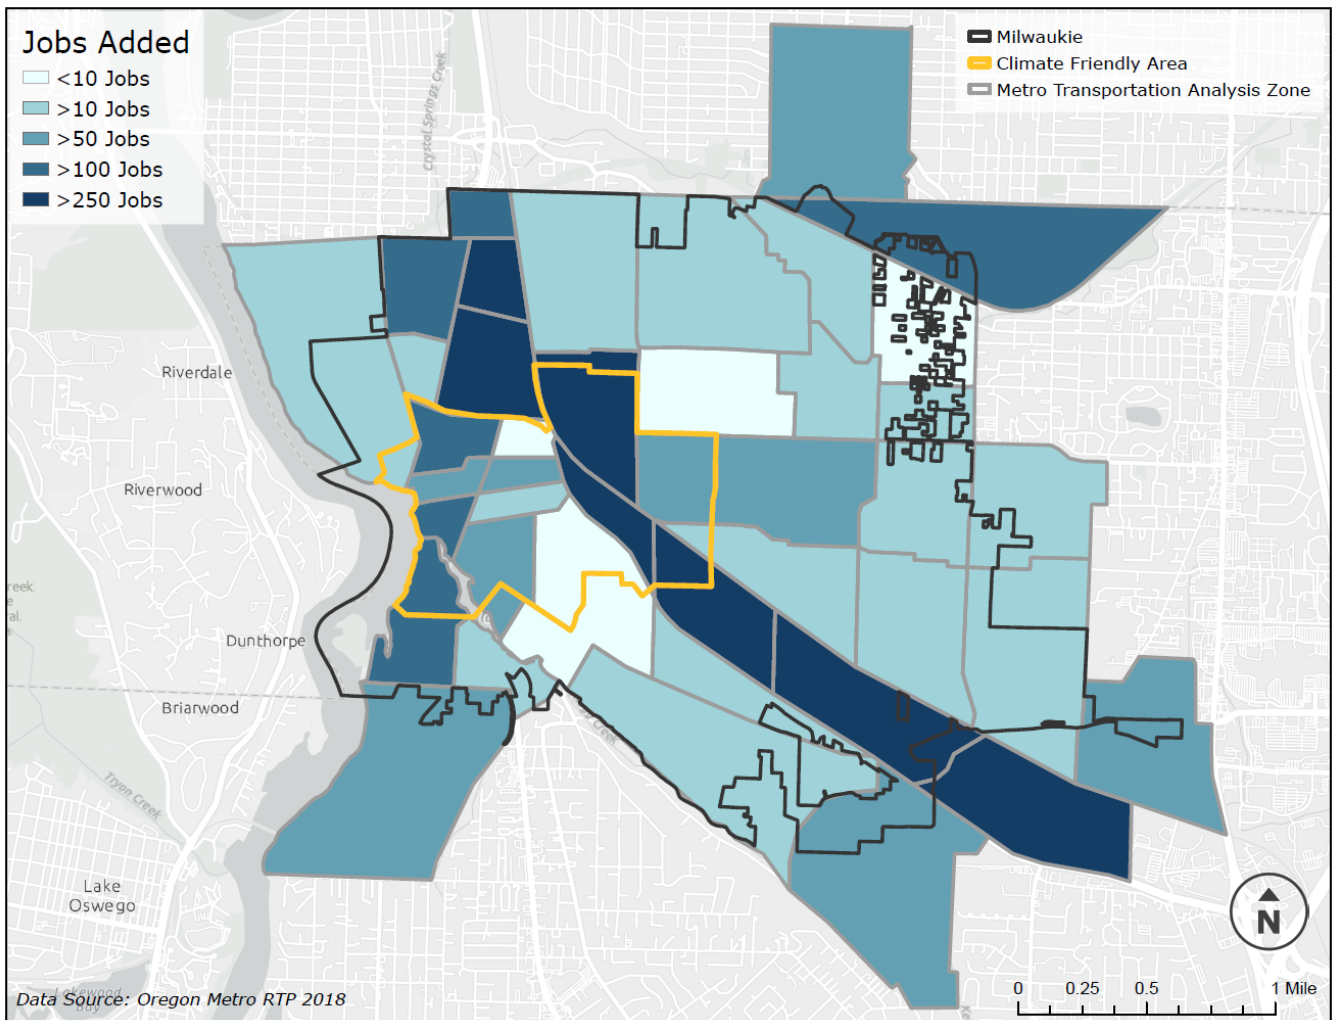 Jobs Added
<10 Jobs
>10 Jobs
>50 Jobs
>100 Jobs
>250 Jobs
Milwaukie
Climate Friendly Area
Metro Transportation Analysis Zone
Crystal Springs Creek
Riverdale
Riverwood
Dunthorpe
Briarwood
Tryon Creek
Lake
Oswego
Creek
N
Data Source: Oregon Metro RTP 2018
0 0.25 0.5 1 Mile